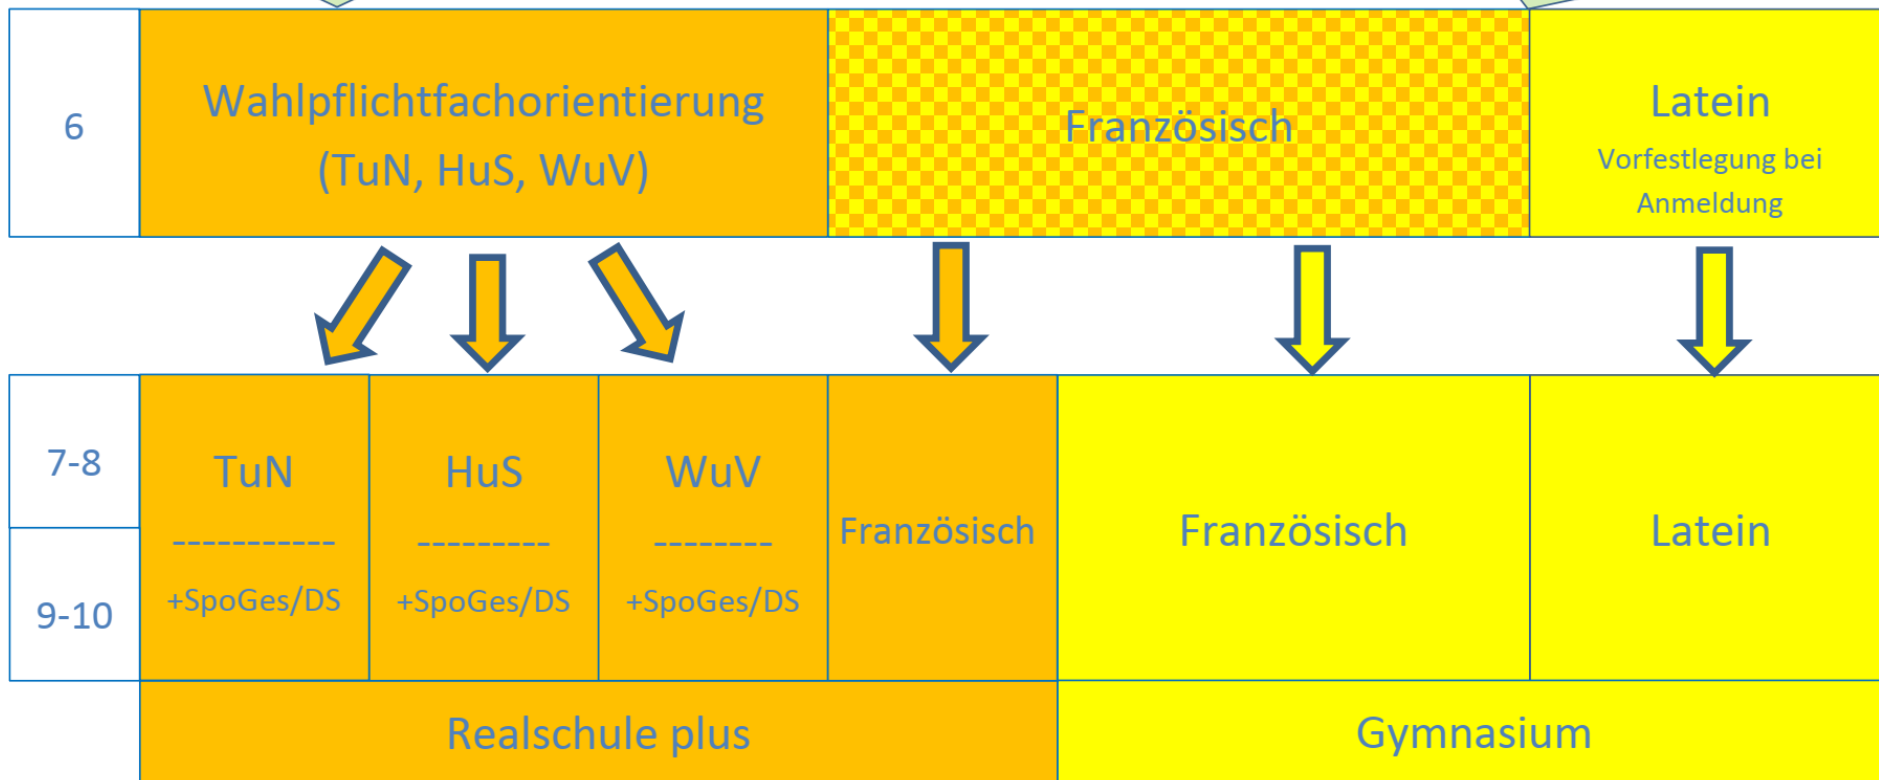 6
Wahlpflichtfachorientierung
(TuN, HuS, WuV)
Französisch
Latein
Vorfestlegung bei
Anmeldung
7-8
9-10
TuN
-----------
+SpoGes/DS
HuS
---------
+SpoGes/DS
WuV
--------
+SpoGes/DS
Französisch
Französisch
Latein
Realschule plus
Gymnasium